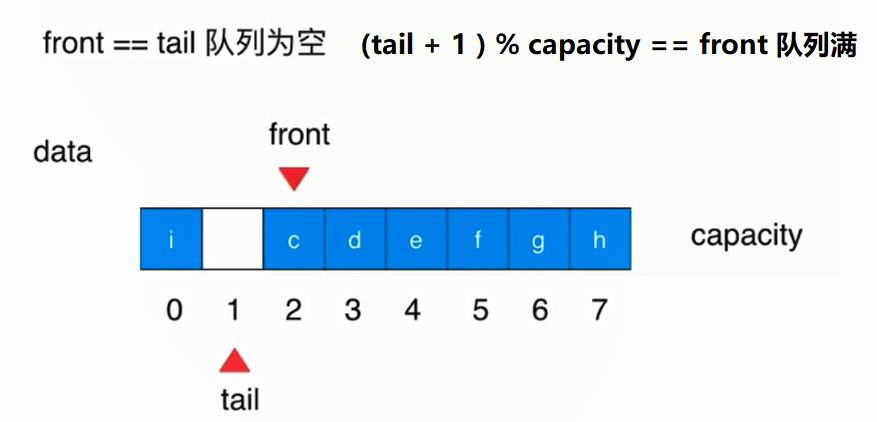 front == tail 队列为空 (tail + 1 ) % capacity == front 队列满
front
data
i c d e f g h
capacity
0 1 2 3 4 5 6 7
tail